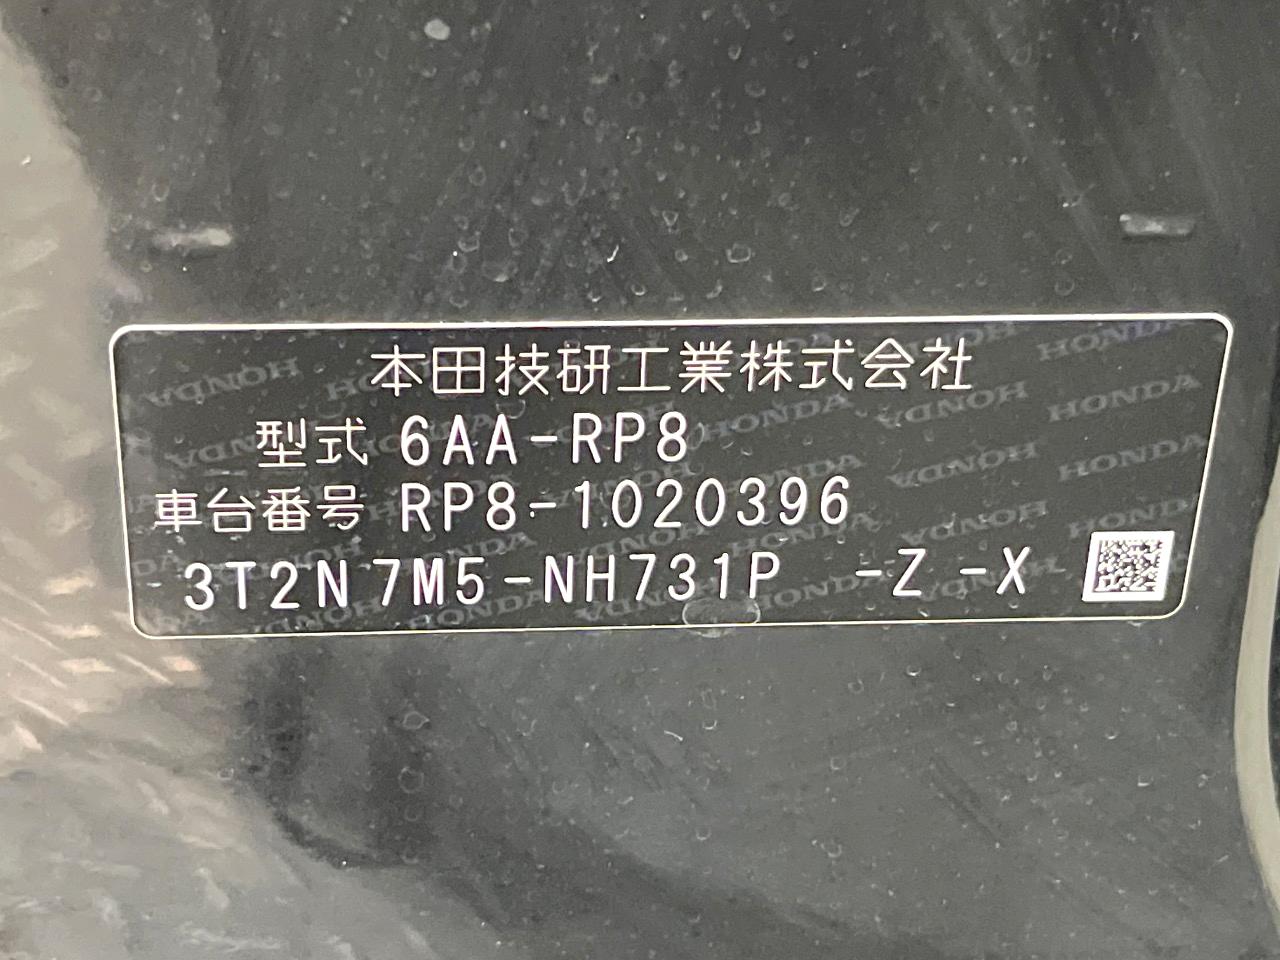 本田技研工業株式会社
型式 6AA-RP8
車台番号 RP8-1020396
3T2N7M5-NH731P -Z -X